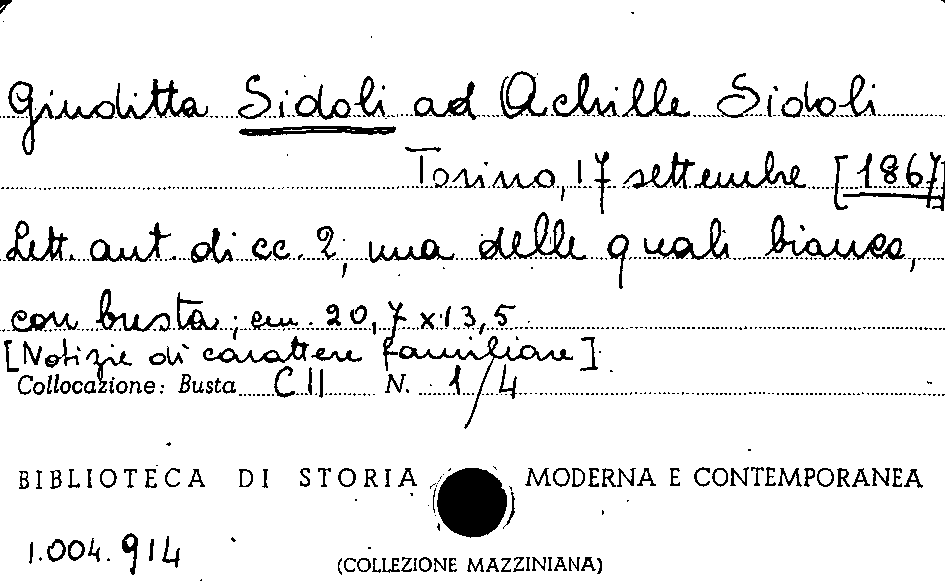 Giuditta Sidoli ad Achille Sidoli
Torino, 17 settembre [1867]
Lett. aut. di cc. 2, una delle quali bianca,
con busta; cm. 20,7 x 13,5
[Notizie di carattere familiare].
Collocazione: Busta CII N. 1/4
BIBLIOTECA DI STORIA MODERNA E CONTEMPORANEA
1.004.914
(COLLEZIONE MAZZINIANA)